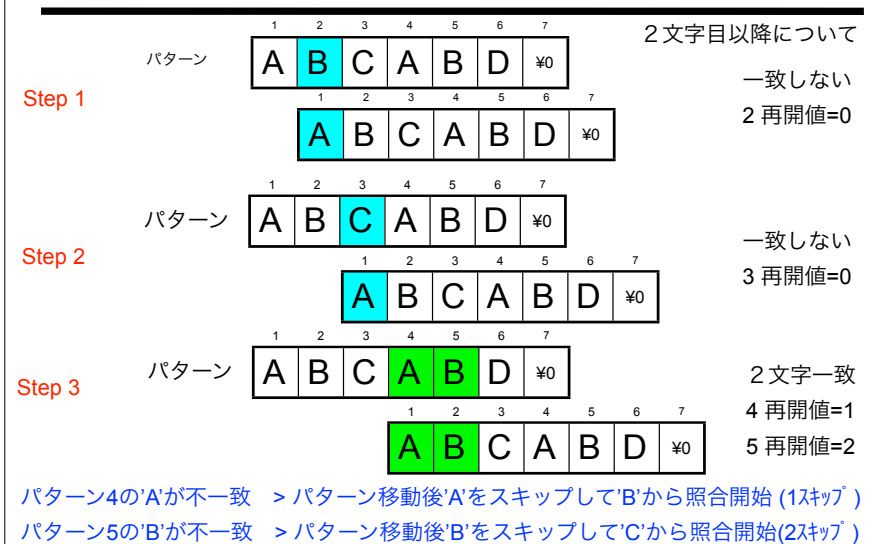 ２文字目以降について
1 2 3 4 5 6 7
パターン A B C A B D ¥0
一致しない
Step 1
2 再開値=0
1 2 3 4 5 6 7
A B C A B D ¥0
1 2 3 4 5 6 7
パターン A B C A B D ¥0
一致しない
Step 2
3 再開値=0
1 2 3 4 5 6 7
A B C A B D ¥0
1 2 3 4 5 6 7
パターン A B C A B D ¥0
２文字一致
Step 3
4 再開値=1
1 2 3 4 5 6 7
A B C A B D ¥0
5 再開値=2
パターン4の’A’が不一致 > パターン移動後’A’をスキップして’B’から照合開始 (1ｽｷｯﾌﾟ)
パターン5の’B’が不一致 > パターン移動後’B’をスキップして’C’から照合開始(2ｽｷｯﾌﾟ)